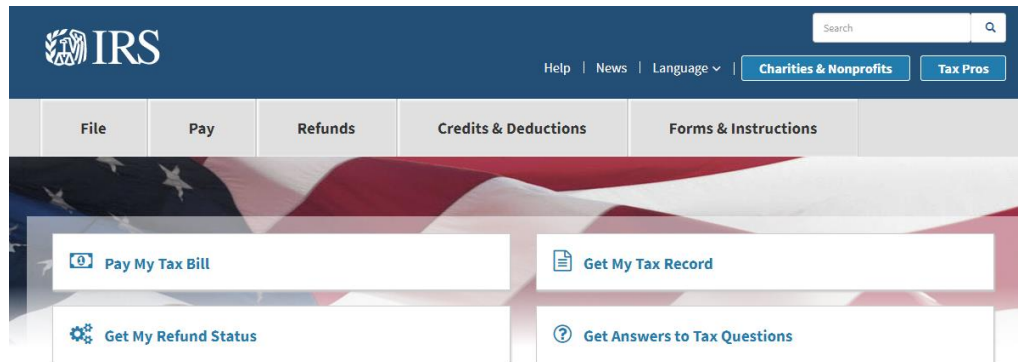 IRS
Search
Help | News | Language | Charities & Nonprofits Tax Pros
File Pay Refunds Credits & Deductions Forms & Instructions
Pay My Tax Bill Get My Tax Record
Get My Refund Status Get Answers to Tax Questions